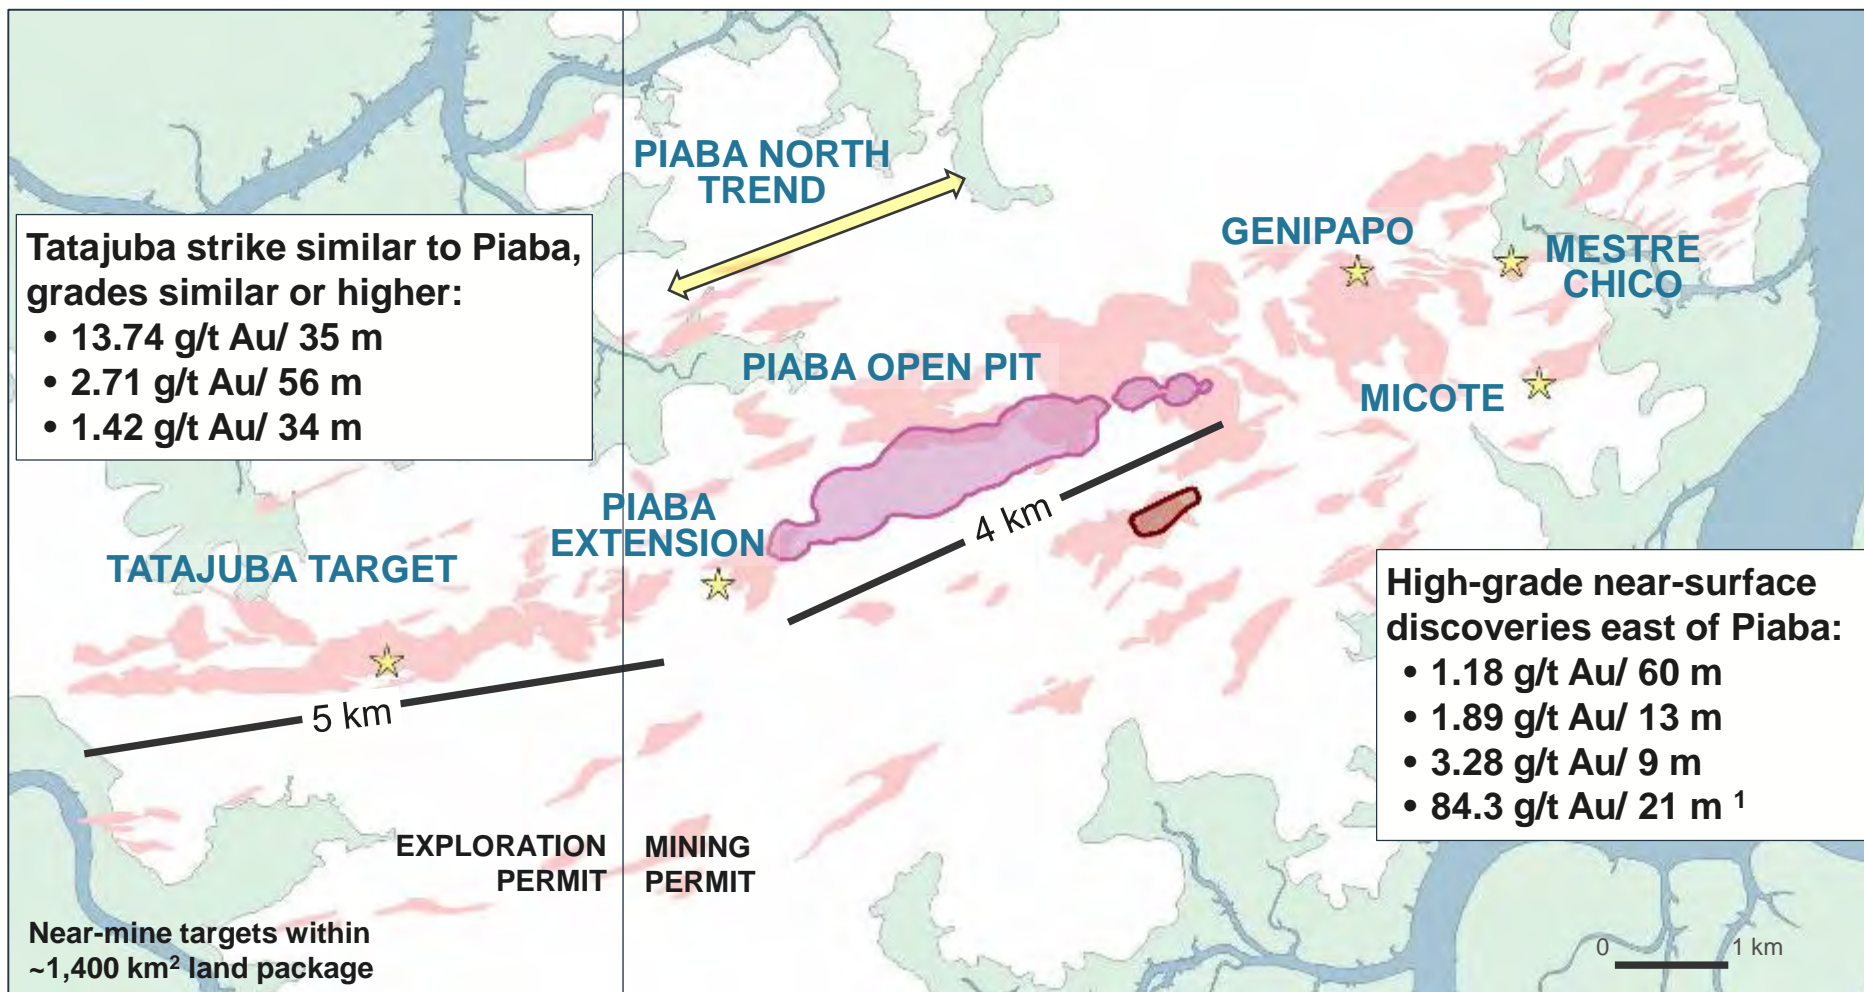 PIABA NORTH
TREND
Tatajuba strike similar to Piaba,
grades similar or higher:
• 13.74 g/t Au/ 35 m
• 2.71 g/t Au/ 56 m
• 1.42 g/t Au/ 34 m
GENIPAPO
MESTRE
CHICO
PIABA OPEN PIT
MICOTE
PIABA
EXTENSION
4 km
TATAJUBA TARGET
5 km
High-grade near-surface
discoveries east of Piaba:
• 1.18 g/t Au/ 60 m
• 1.89 g/t Au/ 13 m
• 3.28 g/t Au/ 9 m
• 84.3 g/t Au/ 21 m ¹
EXPLORATION
PERMIT
MINING
PERMIT
Near-mine targets within
~1,400 km² land package
0 1 km